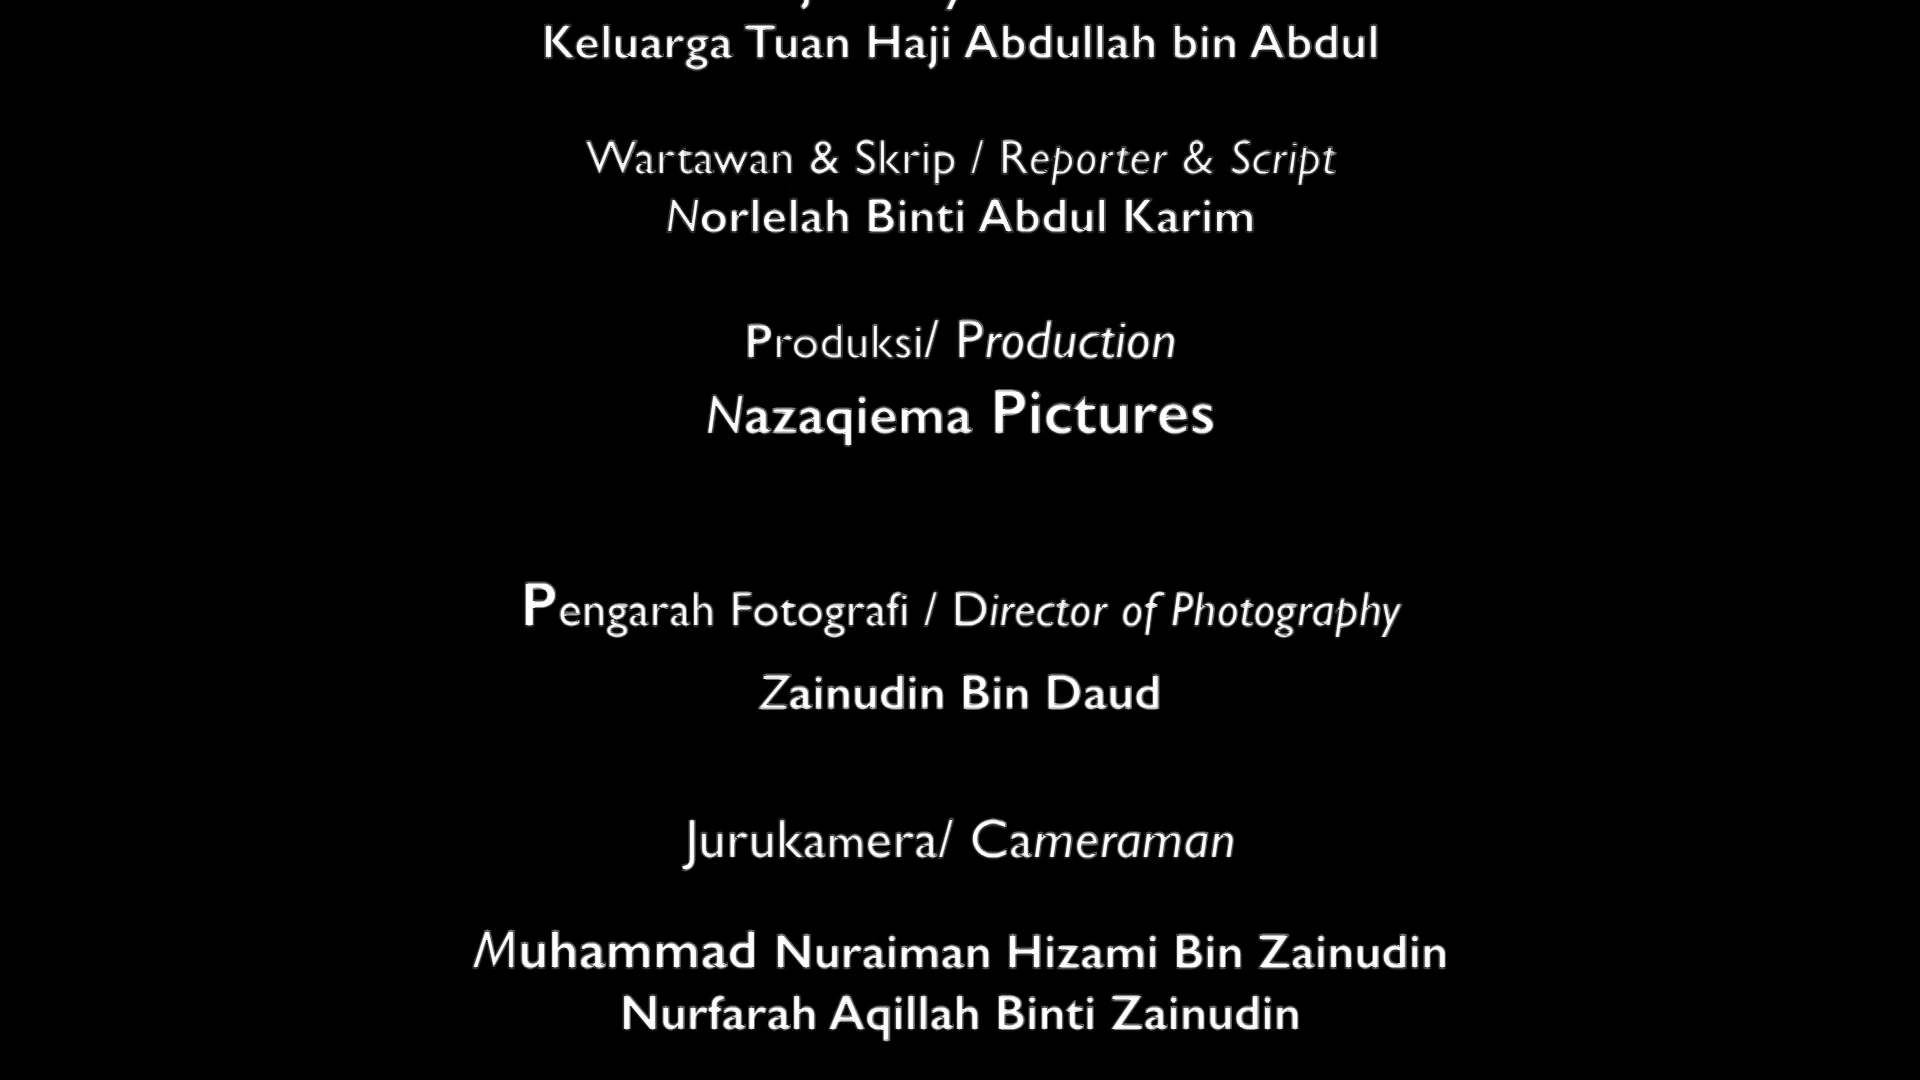 Keluarga Tuan Haji Abdullah bin Abdul
Wartawan & Skrip / Reporter & Script
Norlelah Binti Abdul Karim
Produksi/ Production
Nazaqiema Pictures
Pengarah Fotografi / Director of Photography
Zainudin Bin Daud
Jurukamera/ Cameraman
Muhammad Nuraiman Hizami Bin Zainudin
Nurfarah Aqillah Binti Zainudin